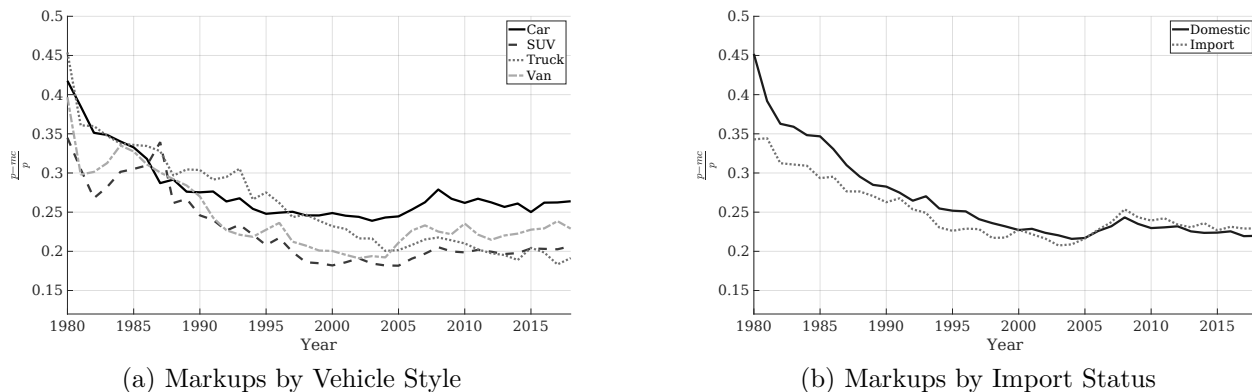 0.5
0.45
0.4
0.35
0.3
0.25
0.2
0.15
p−mc
p
1980 1985 1990 1995 2000 2005 2010 2015
Year
Car
SUV
Truck
Van
(a) Markups by Vehicle Style
0.5
0.45
0.4
0.35
0.3
0.25
0.2
0.15
p−mc
p
1980 1985 1990 1995 2000 2005 2010 2015
Year
Domestic
Import
(b) Markups by Import Status